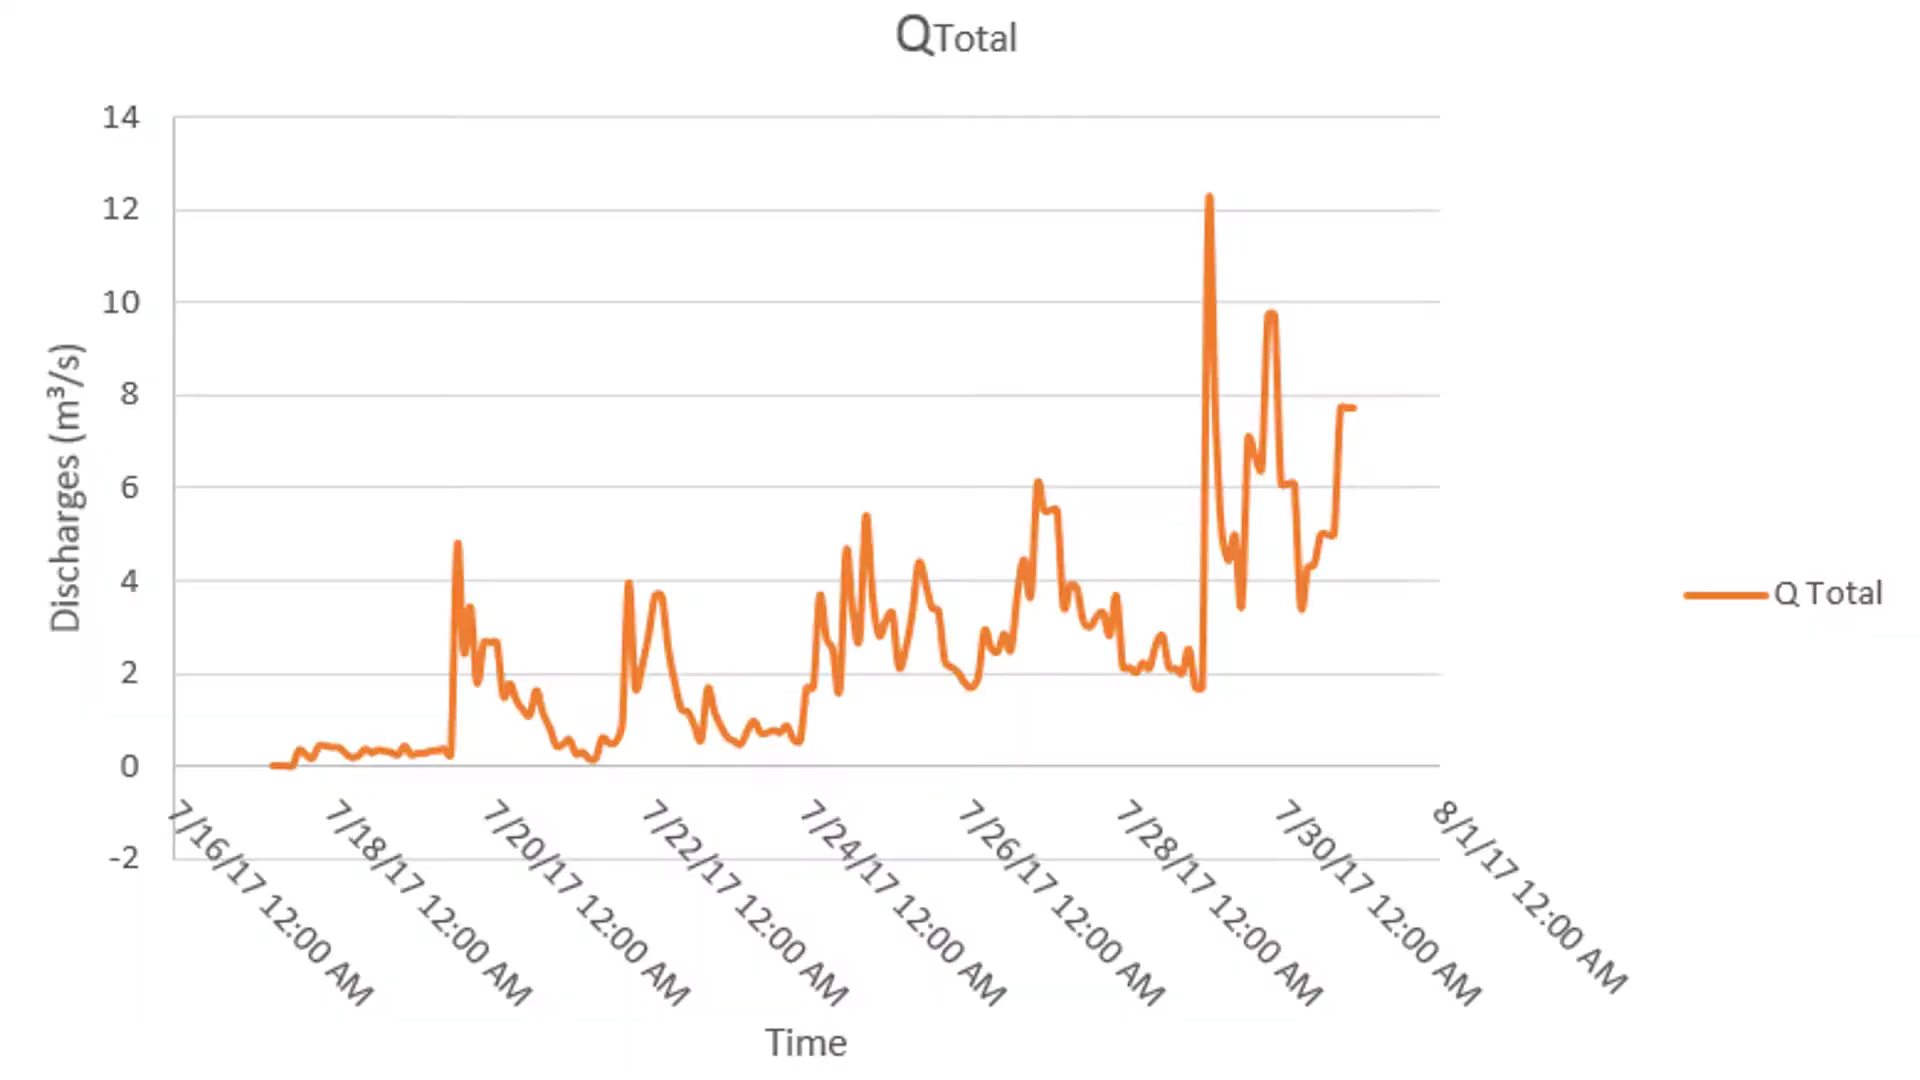 QTotal
14
12
10
8
6
4
2
0
-2
Discharges (m³/s)
7/16/17 12:00 AM
7/18/17 12:00 AM
7/20/17 12:00 AM
7/22/17 12:00 AM
7/24/17 12:00 AM
7/26/17 12:00 AM
7/28/17 12:00 AM
7/30/17 12:00 AM
8/1/17 12:00 AM
Time
Q Total